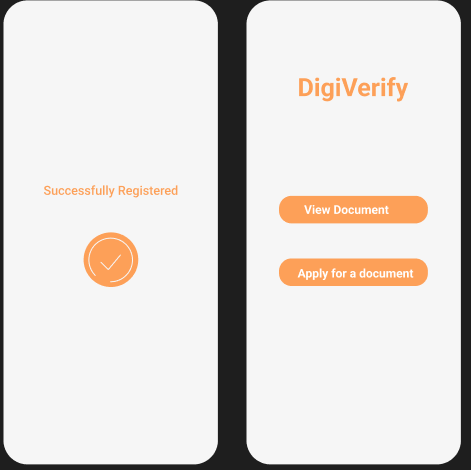 Successfully Registered
DigiVerify
View Document
Apply for a document